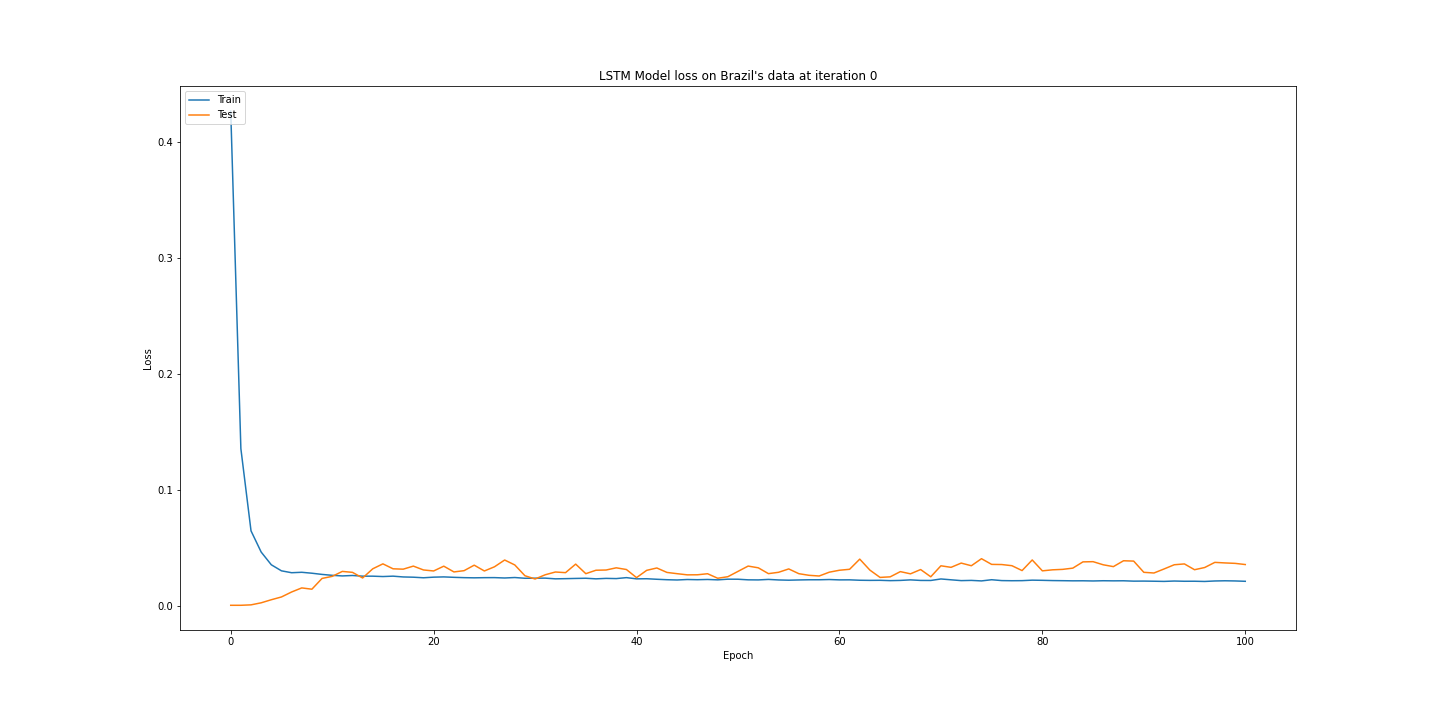 LSTM Model loss on Brazil's data at iteration 0
Train
Test
0.4
0.3
0.2
0.1
0.0
Loss
0 20 40 60 80 100
Epoch